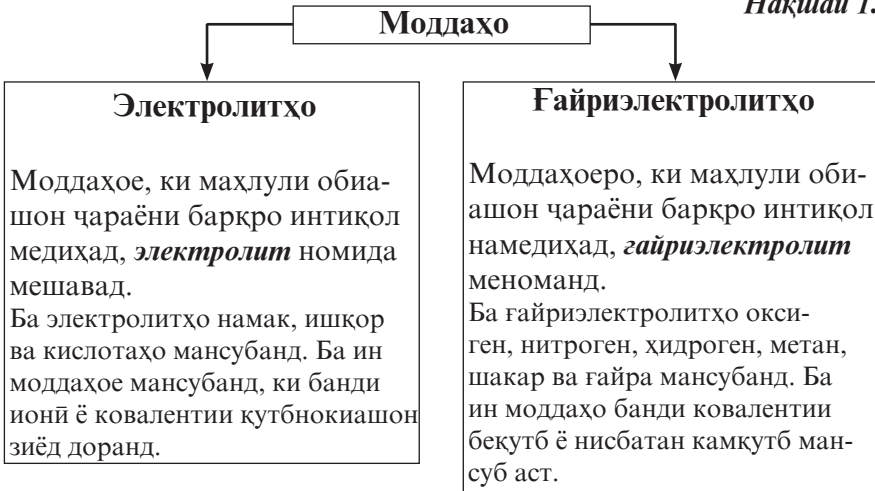 Нақшаи 1.
Моддаҳо
Электролитҳо
Моддаҳое, ки маҳлули обиа-
шон ҷараёни барқро интиқол
медиҳад, электролит номида
мешавад.
Ба электролитҳо намак, ишқор
ва кислотаҳо мансубанд. Ба ин
моддаҳое мансубанд, ки банди
ионӣ ё ковалентии қутбнокиашон
зиёд доранд.
Ғайриэлектролитҳо
Моддаҳоеро, ки маҳлули оби-
ашон ҷараёни барқро интиқол
намедиҳад, ғайриэлектролит
меноманд.
Ба ғайриэлектролитҳо окси-
ген, нитроген, ҳидроген, метан,
шакар ва ғайра мансубанд. Ба
ин моддаҳо банди ковалентии
беқутб ё нисбатан камқутб ман-
суб аст.